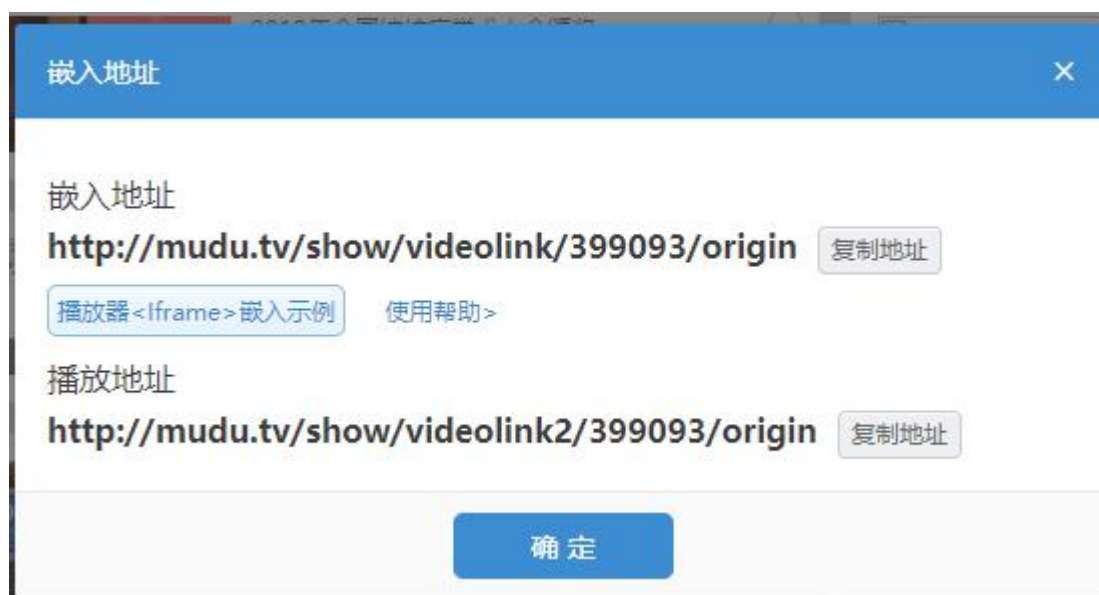 嵌入地址 ×
嵌入地址
http://mudu.tv/show/videolink/399093/origin 复制地址
播放器<Iframe>嵌入示例 使用帮助>
播放地址
http://mudu.tv/show/videolink2/399093/origin 复制地址
确定